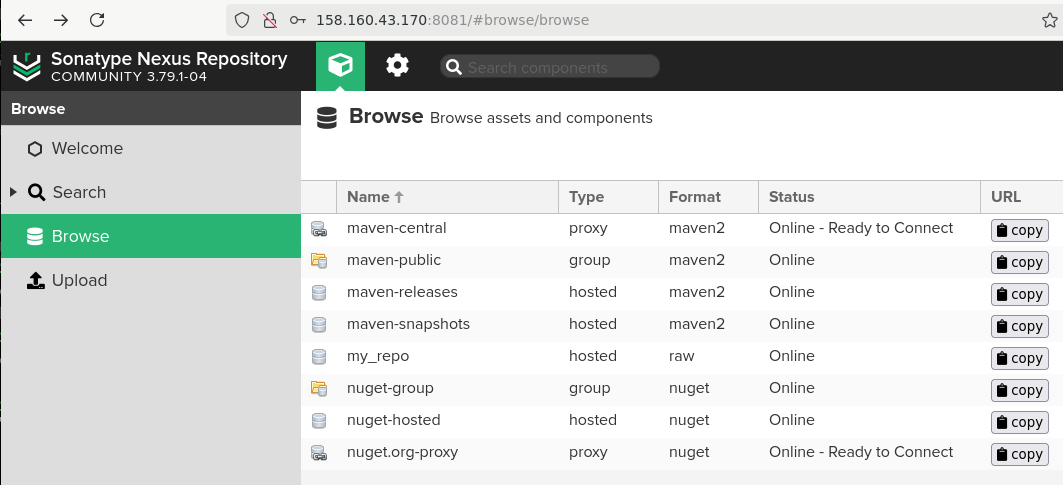 158.160.43.170:8081/#browse/browse
Sonatype Nexus Repository
COMMUNITY 3.79.1-04
Search components
Browse
Browse Browse assets and components
Welcome
Search
Browse
Upload
Name Type Format Status URL
maven-central proxy maven2 Online - Ready to Connect copy
maven-public group maven2 Online copy
maven-releases hosted maven2 Online copy
maven-snapshots hosted maven2 Online copy
my_repo hosted raw Online copy
nuget-group group nuget Online copy
nuget-hosted hosted nuget Online copy
nuget.org-proxy proxy nuget Online - Ready to Connect copy